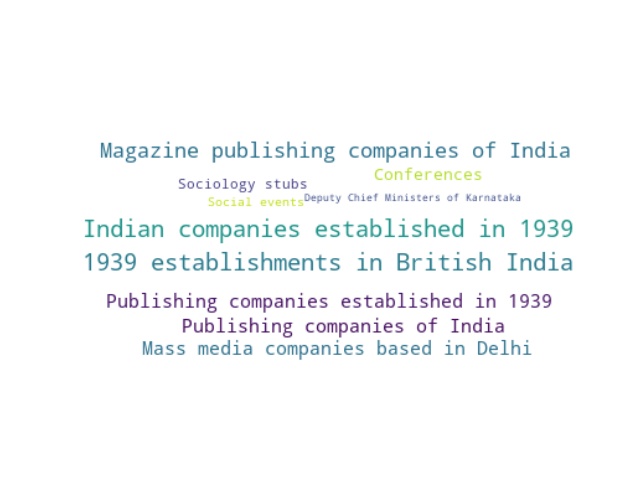 Magazine publishing companies of India
Conferences
Sociology stubs
Deputy Chief Ministers of Karnataka
Social events
Indian companies established in 1939
1939 establishments in British India
Publishing companies established in 1939
Publishing companies of India
Mass media companies based in Delhi